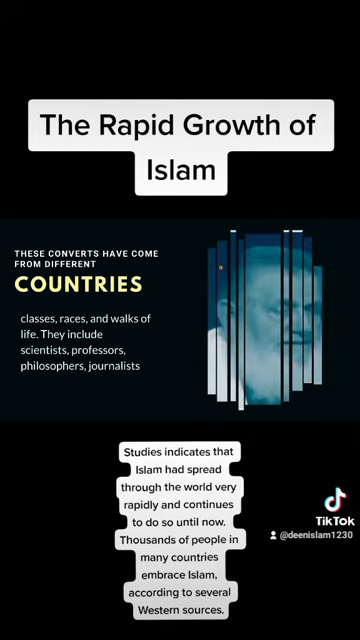 The Rapid Growth of
Islam
THESE CONVERTS HAVE COME
FROM DIFFERENT
COUNTRIES
classes, races, and walks of
life. They include
scientists, professors,
philosophers, journalists
Studies indicates that
Islam had spread
through the world very
rapidly and continues
to do so until now.
Thousands of people in
many countries
embrace Islam,
according to several
Western sources.
TikTok
@deenislam1230